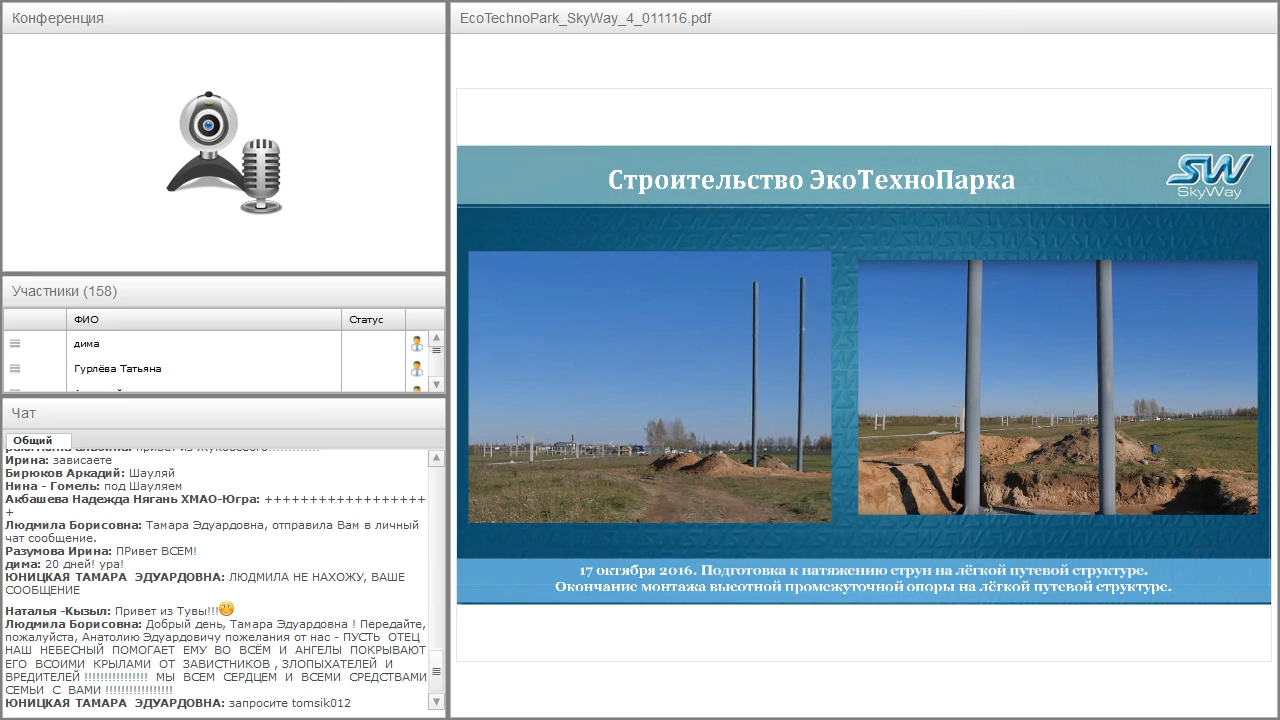 Конференция
EcoTechnoPark_SkyWay_4_011116.pdf
Участники (158)
ФИО
Статус
дима
Гурлёва Татьяна
Чат
Общий
Ирина: зависаете
Бирюков Аркадий: Шауляй
Нина - Гомель: под Шауляем
Акбашева Надежда Нягань ХМАО-Югра: ++++++++++++++++++
+
Людмила Борисовна: Тамара Эдуардовна, отправила Вам в личный
чат сообщение.
Разумова Ирина: ПРивет ВСЕМ!
дима: 20 дней! ура!
ЮНИЦКАЯ ТАМАРА ЭДУАРДОВНА: ЛЮДМИЛА НЕ НАХОЖУ, ВАШЕ
СООБЩЕНИЕ
Наталья -Кызыл: Привет из Тувы!!!
Людмила Борисовна: Добрый день, Тамара Эдуардовна ! Передайте,
пожалуйста, Анатолию Эдуардовичу пожелания от нас - ПУСТЬ ОТЕЦ
НАШ НЕБЕСНЫЙ ПОМОГАЕТ ЕМУ ВО ВСЁМ И АНГЕЛЫ ПОКРЫВАЮТ
ЕГО ВСОИМИ КРЫЛАМИ ОТ ЗАВИСТНИКОВ , ЗЛОПЫХАТЕЛЕЙ И
ВРЕДИТЕЛЕЙ !!!!!!!!!!!!!!!! МЫ ВСЕМ СЕРДЦЕМ И ВСЕМИ СРЕДСТВАМИ
СЕМЬИ С ВАМИ !!!!!!!!!!!!!!!!!
ЮНИЦКАЯ ТАМАРА ЭДУАРДОВНА: запросите tomsik012
Строительство ЭкоТехноПарка
SW
SkyWay
17 октября 2016. Подготовка к натяжению струн на лёгкой путевой структуре.
Окончание монтажа высотной промежуточной опоры на лёгкой путевой структуре.